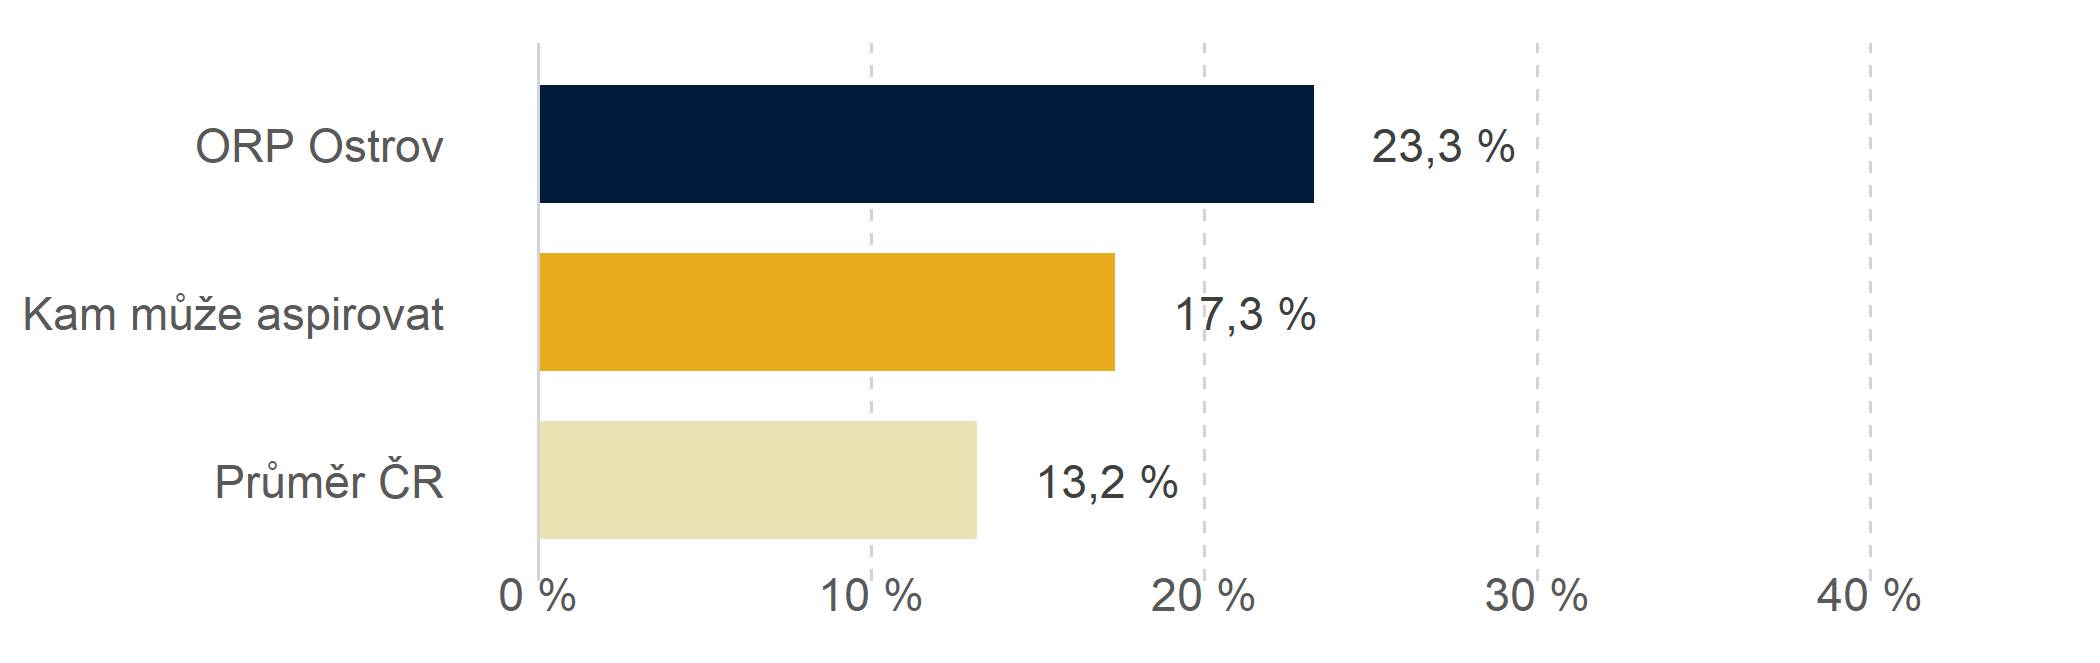 ORP Ostrov 23,3 %
Kam může aspirovat 17,3 %
Průměr ČR 13,2 %
0 % 10 % 20 % 30 % 40 %